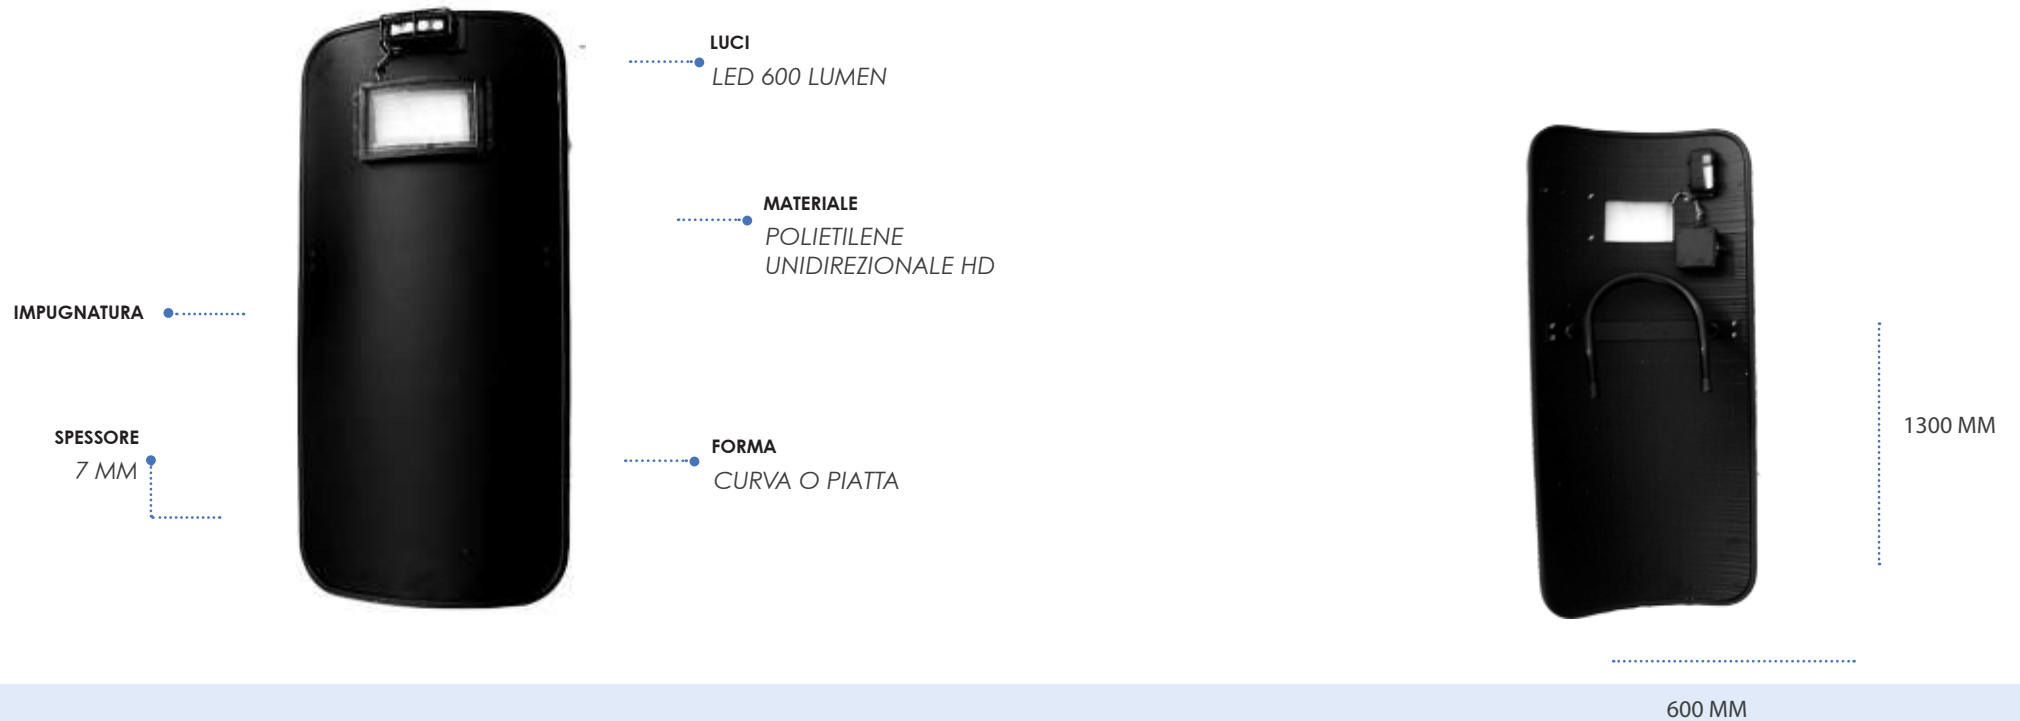 LUCI
LED 600 LUMEN
MATERIALE
POLIETILENE
UNIDIREZIONALE HD
IMPUGNATURA
SPESSORE
7 MM
FORMA
CURVA O PIATTA
1300 MM
600 MM